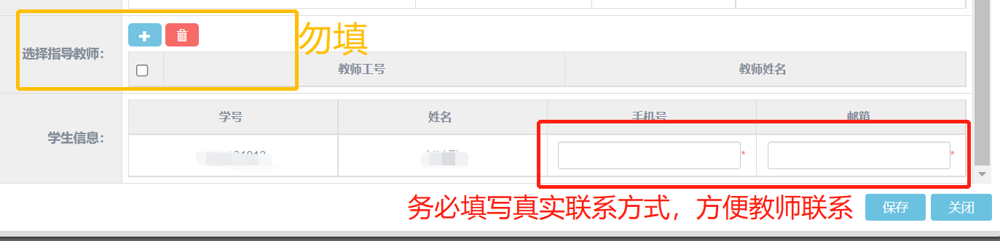 勿填
选择指导教师：
教师工号 教师姓名
学号 姓名 手机号 邮箱
学生信息：
* *
务必填写真实联系方式，方便教师联系 保存 关闭